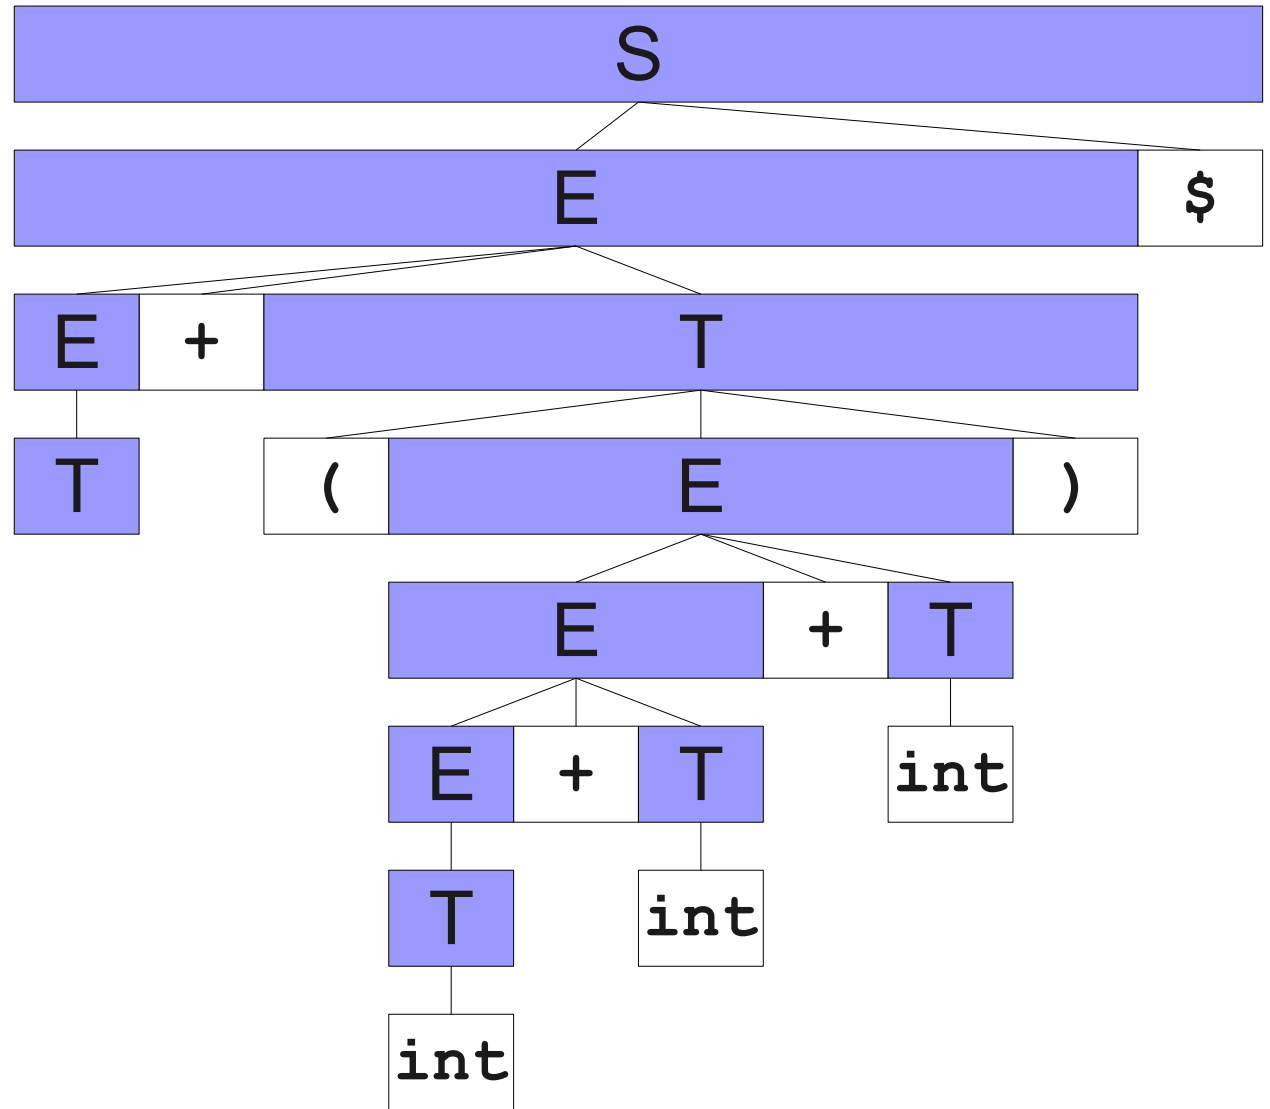 S
E $
E + T
T ( E )
E + T
E + T int
T int
int